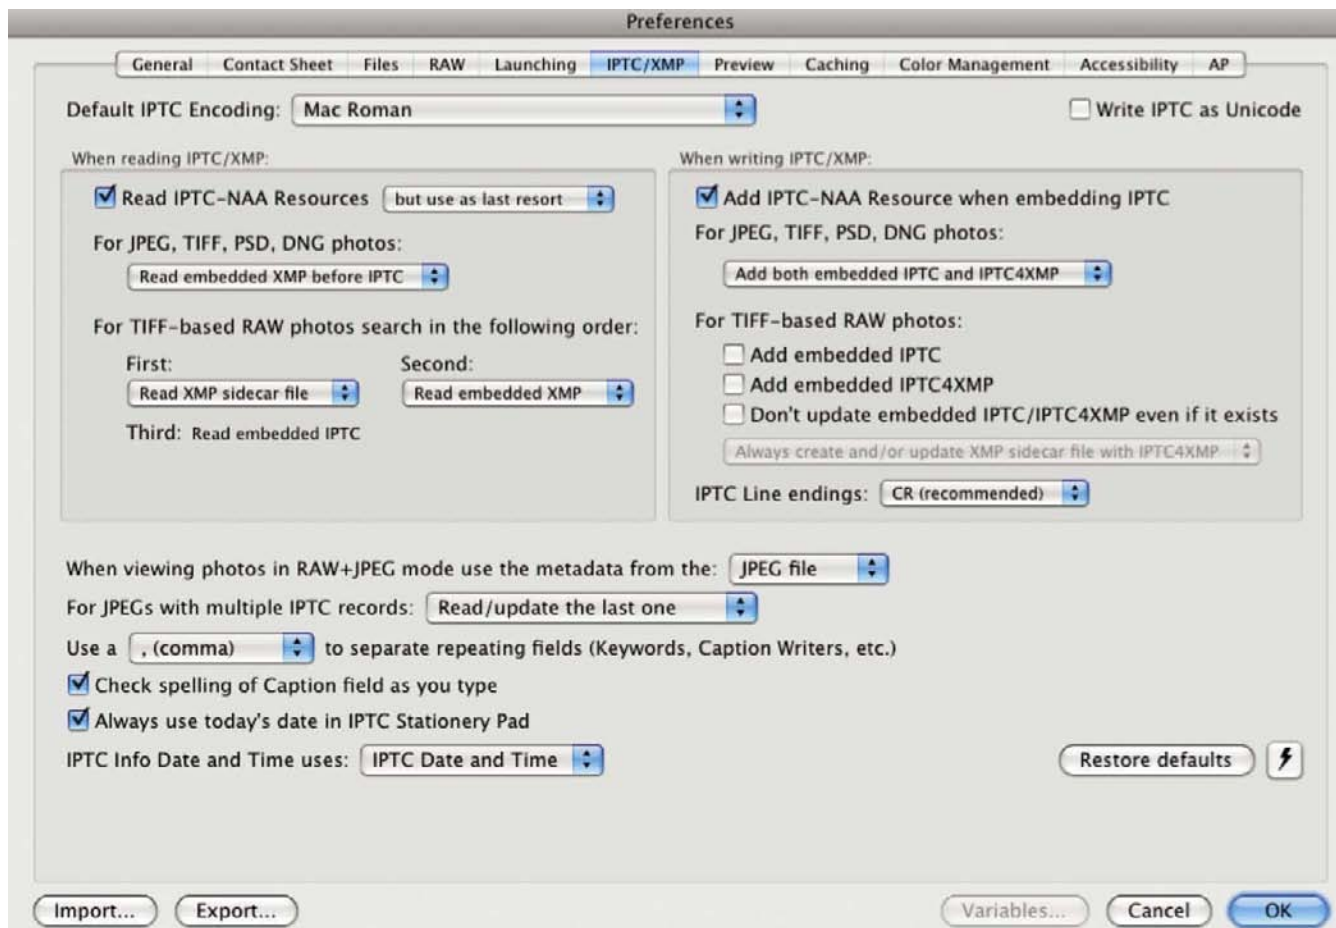 Preferences
General Contact Sheet Files RAW Launching IPTC/XMP Preview Caching Color Management Accessibility AP
Default IPTC Encoding: Mac Roman
Write IPTC as Unicode
When reading IPTC/XMP:
Read IPTC-NAA Resources but use as last resort
For JPEG, TIFF, PSD, DNG photos:
Read embedded XMP before IPTC
For TIFF-based RAW photos search in the following order:
First: Second:
Read XMP sidecar file Read embedded XMP
Third: Read embedded IPTC
When writing IPTC/XMP:
Add IPTC-NAA Resource when embedding IPTC
For JPEG, TIFF, PSD, DNG photos:
Add both embedded IPTC and IPTC4XMP
For TIFF-based RAW photos:
Add embedded IPTC
Add embedded IPTC4XMP
Don't update embedded IPTC/IPTC4XMP even if it exists
Always create and/or update XMP sidecar file with IPTC4XMP
IPTC Line endings: CR (recommended)
When viewing photos in RAW+JPEG mode use the metadata from the: JPEG file
For JPEGs with multiple IPTC records: Read/update the last one
Use a , (comma) to separate repeating fields (Keywords, Caption Writers, etc.)
Check spelling of Caption field as you type
Always use today's date in IPTC Stationery Pad
IPTC Info Date and Time uses: IPTC Date and Time
Restore defaults
Import... Export... Variables... Cancel OK